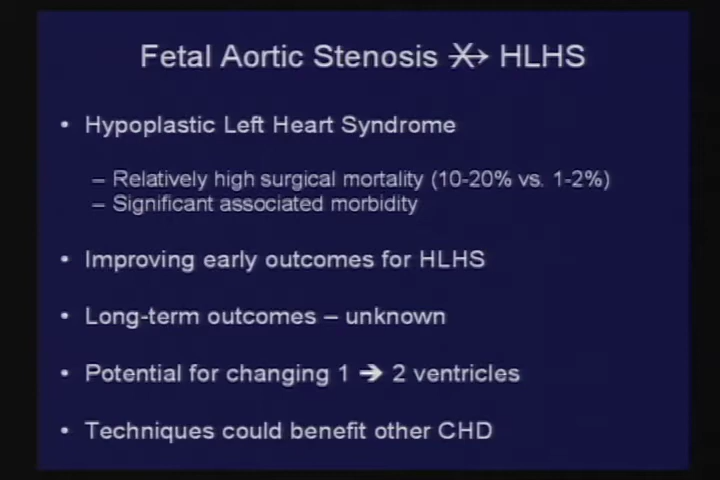 Fetal Aortic Stenosis X→ HLHS
• Hypoplastic Left Heart Syndrome
– Relatively high surgical mortality (10-20% vs. 1-2%)
– Significant associated morbidity
• Improving early outcomes for HLHS
• Long-term outcomes – unknown
• Potential for changing 1 ➔ 2 ventricles
• Techniques could benefit other CHD